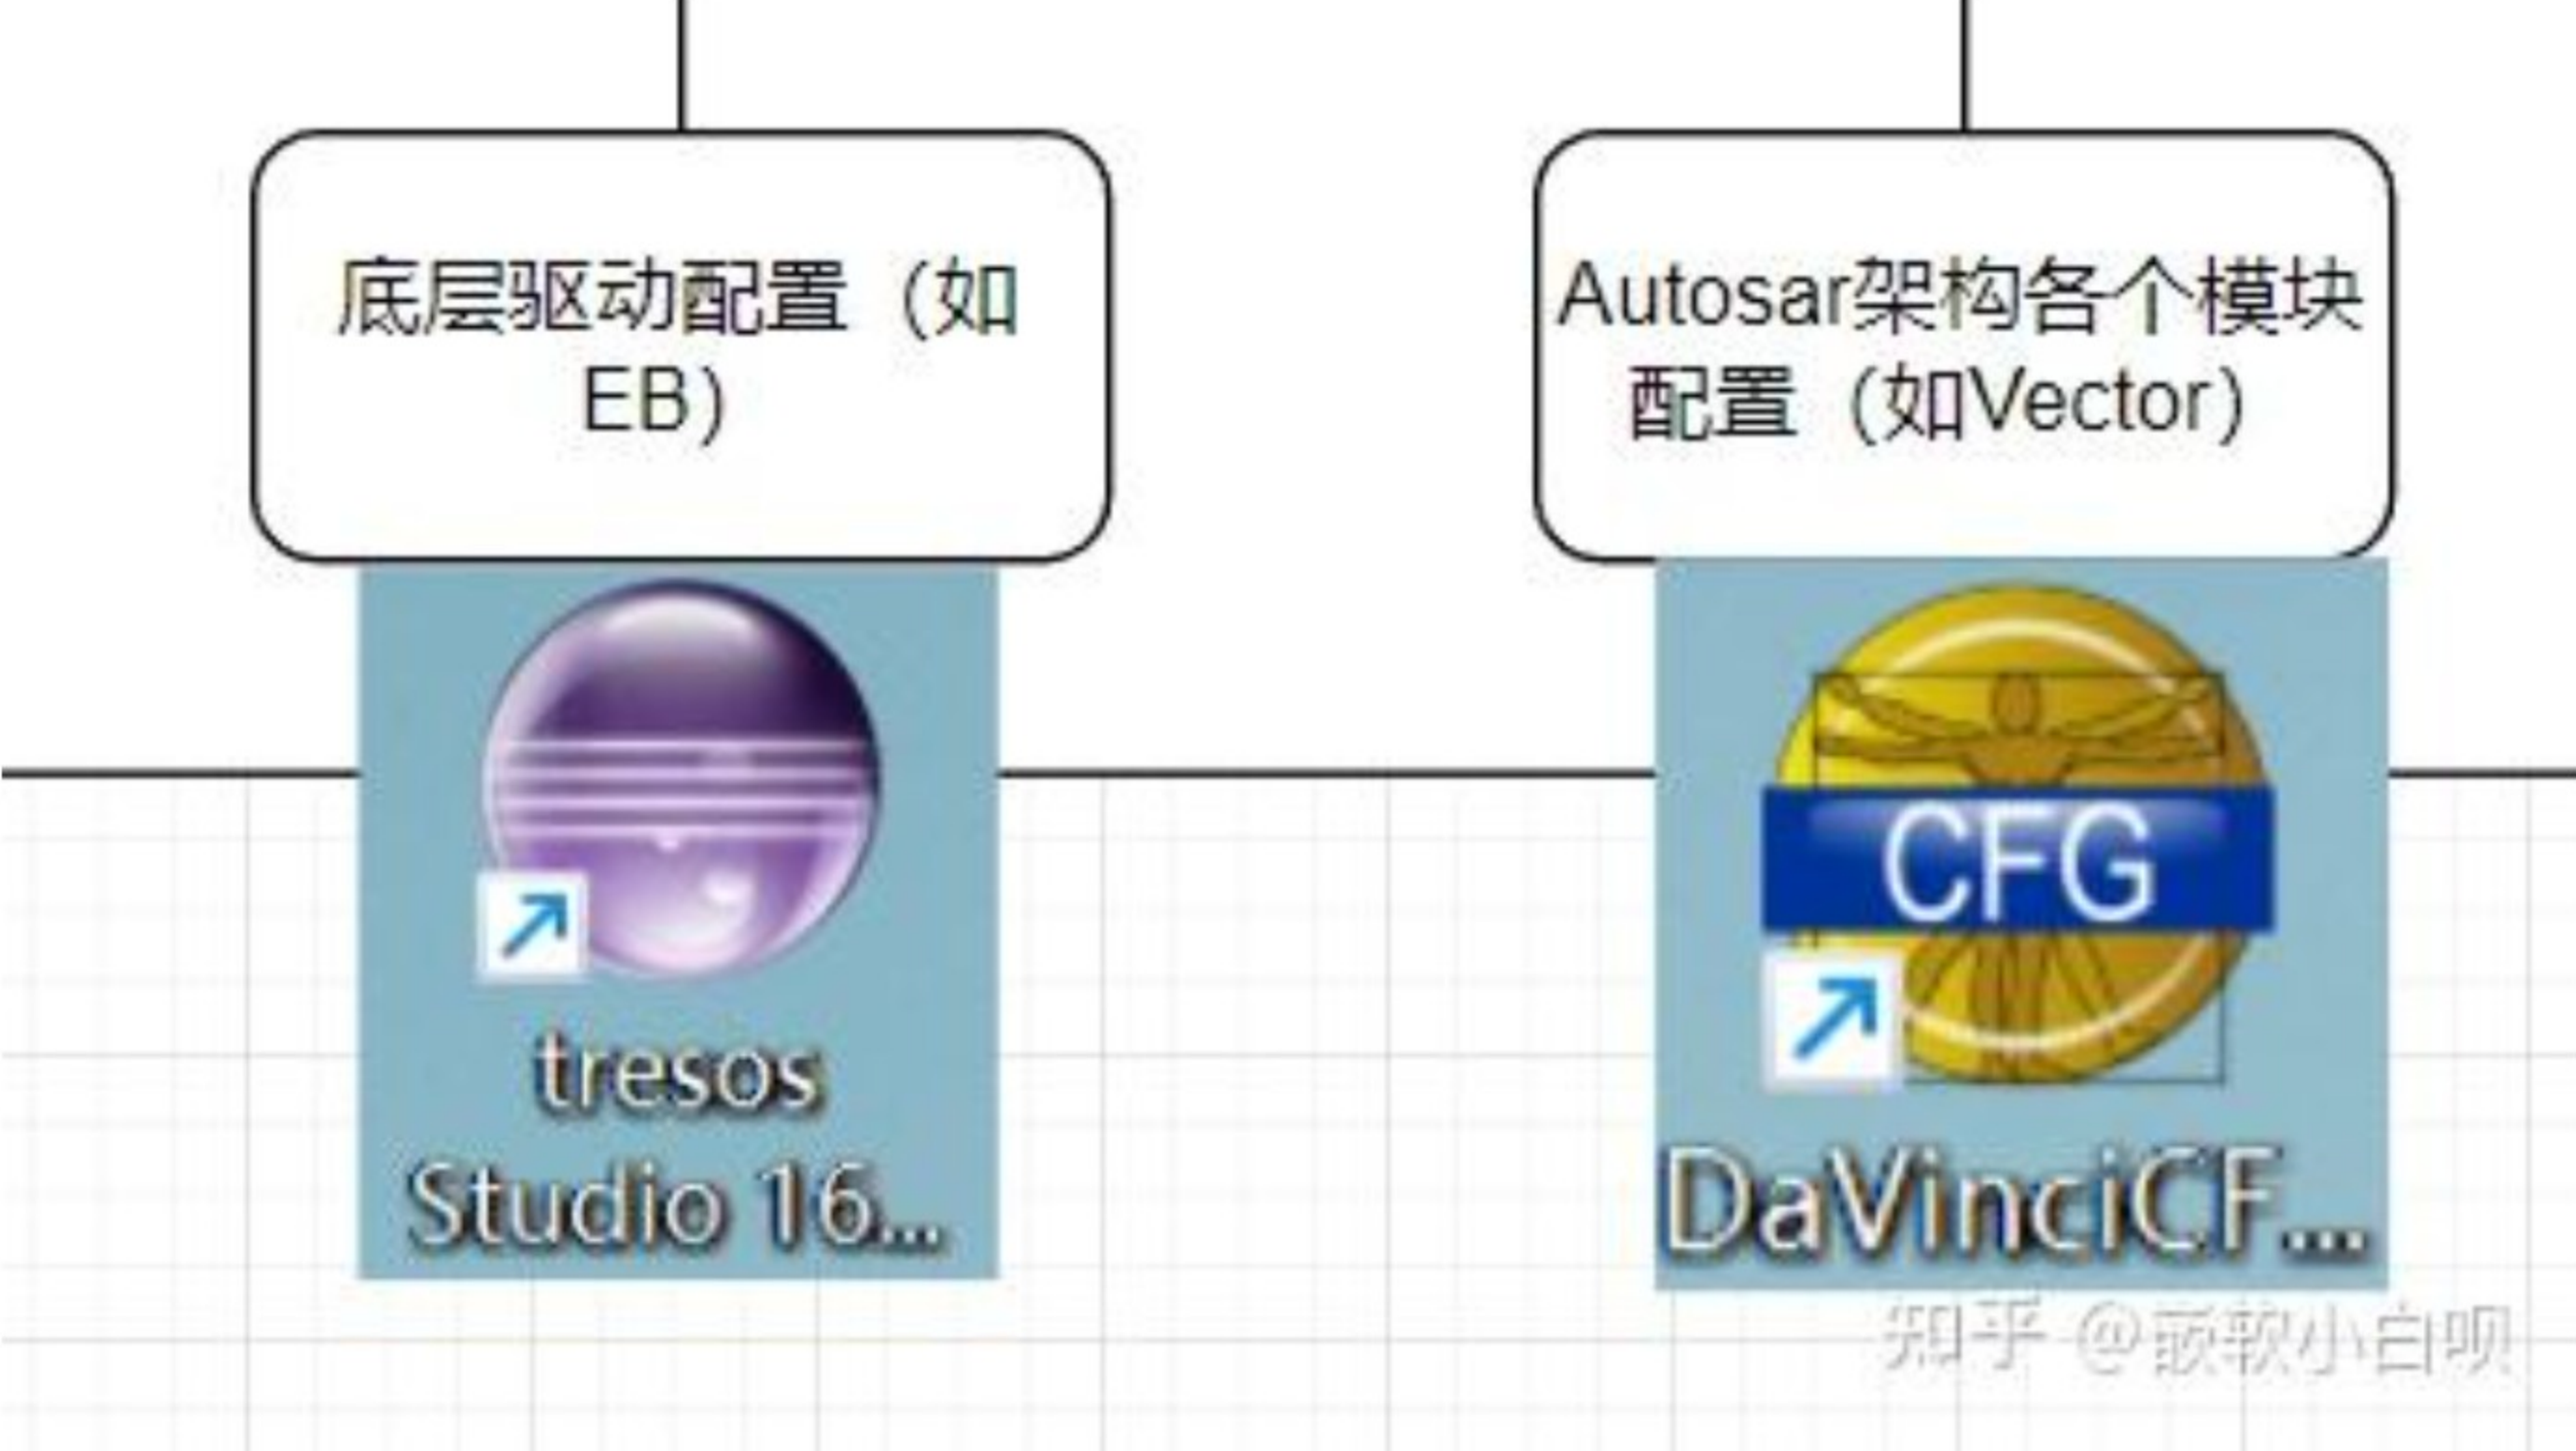 底层驱动配置（如
EB）
Autosar架构各个模块
配置（如Vector）
CFG
tresos
Studio 16...
DaVinciCF...
知乎 @嵌软小白呗